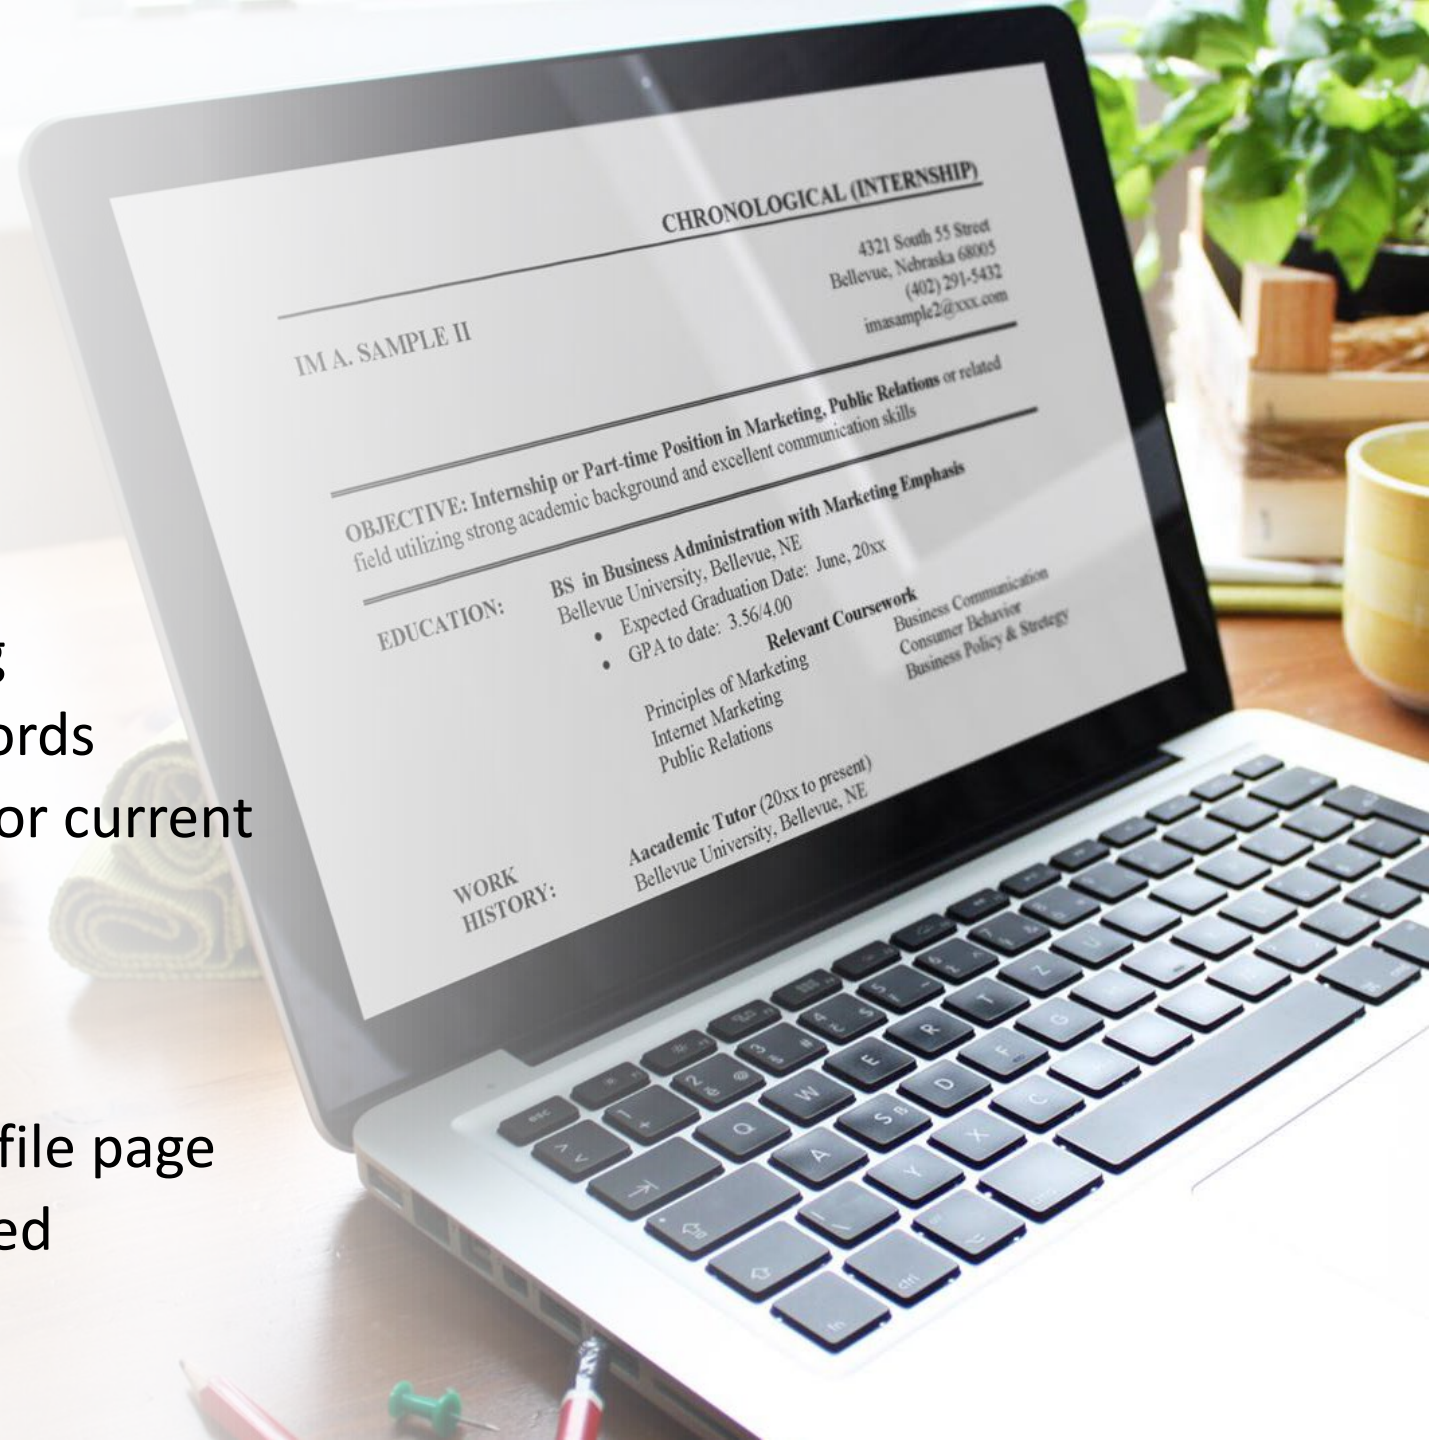 CHRONOLOGICAL (INTERNSHIP)
IM A. SAMPLE II
4321 South 55 Street
Bellevue, Nebraska 68005
(402) 291-5432
imasample2@xxx.com
OBJECTIVE: Internship or Part-time Position in Marketing, Public Relations or related
field utilizing strong academic background and excellent communication skills
EDUCATION:
BS in Business Administration with Marketing Emphasis
Bellevue University, Bellevue, NE
• Expected Graduation Date: June, 20xx
• GPA to date: 3.56/4.00
Relevant Coursework
Principles of Marketing
Internet Marketing
Public Relations
Business Communication
Consumer Behavior
Business Policy & Stretegy
WORK
HISTORY:
Aacademic Tutor (20xx to present)
Bellevue University, Bellevue, NE
g
ords
or current
file page
ed
esc
Q W E R T Z U
A S D F G
Y X C
fn ctrl